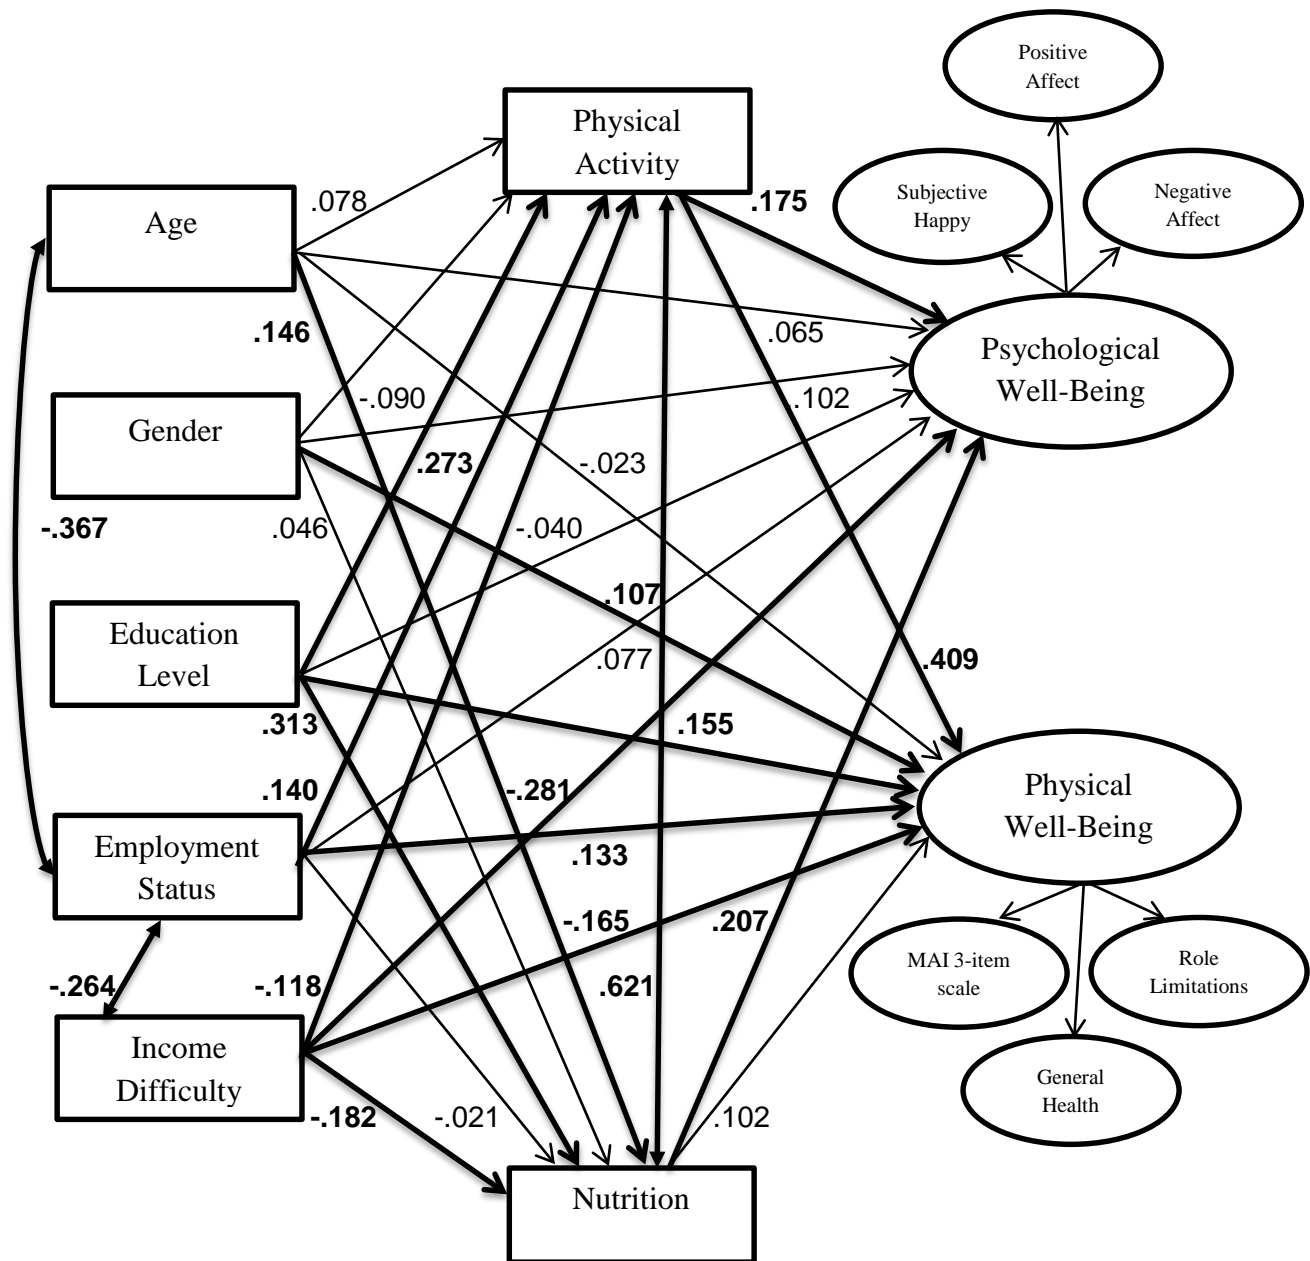 Positive
Affect
Physical
Activity
Subjective
Happy
Negative
Affect
.078
.175
Age
.146
.065
Psychological
Well-Being
-.090
.102
Gender
.273
-.023
-.367
.046
-.040
.107
Education
Level
.077
.409
.313
.155
.140
-.281
Physical
Well-Being
Employment
Status
.133
-.165
.207
MAI 3-item
scale
Role
Limitations
-.264
-.118
.621
Income
Difficulty
General
Health
-.182
-.021
.102
Nutrition